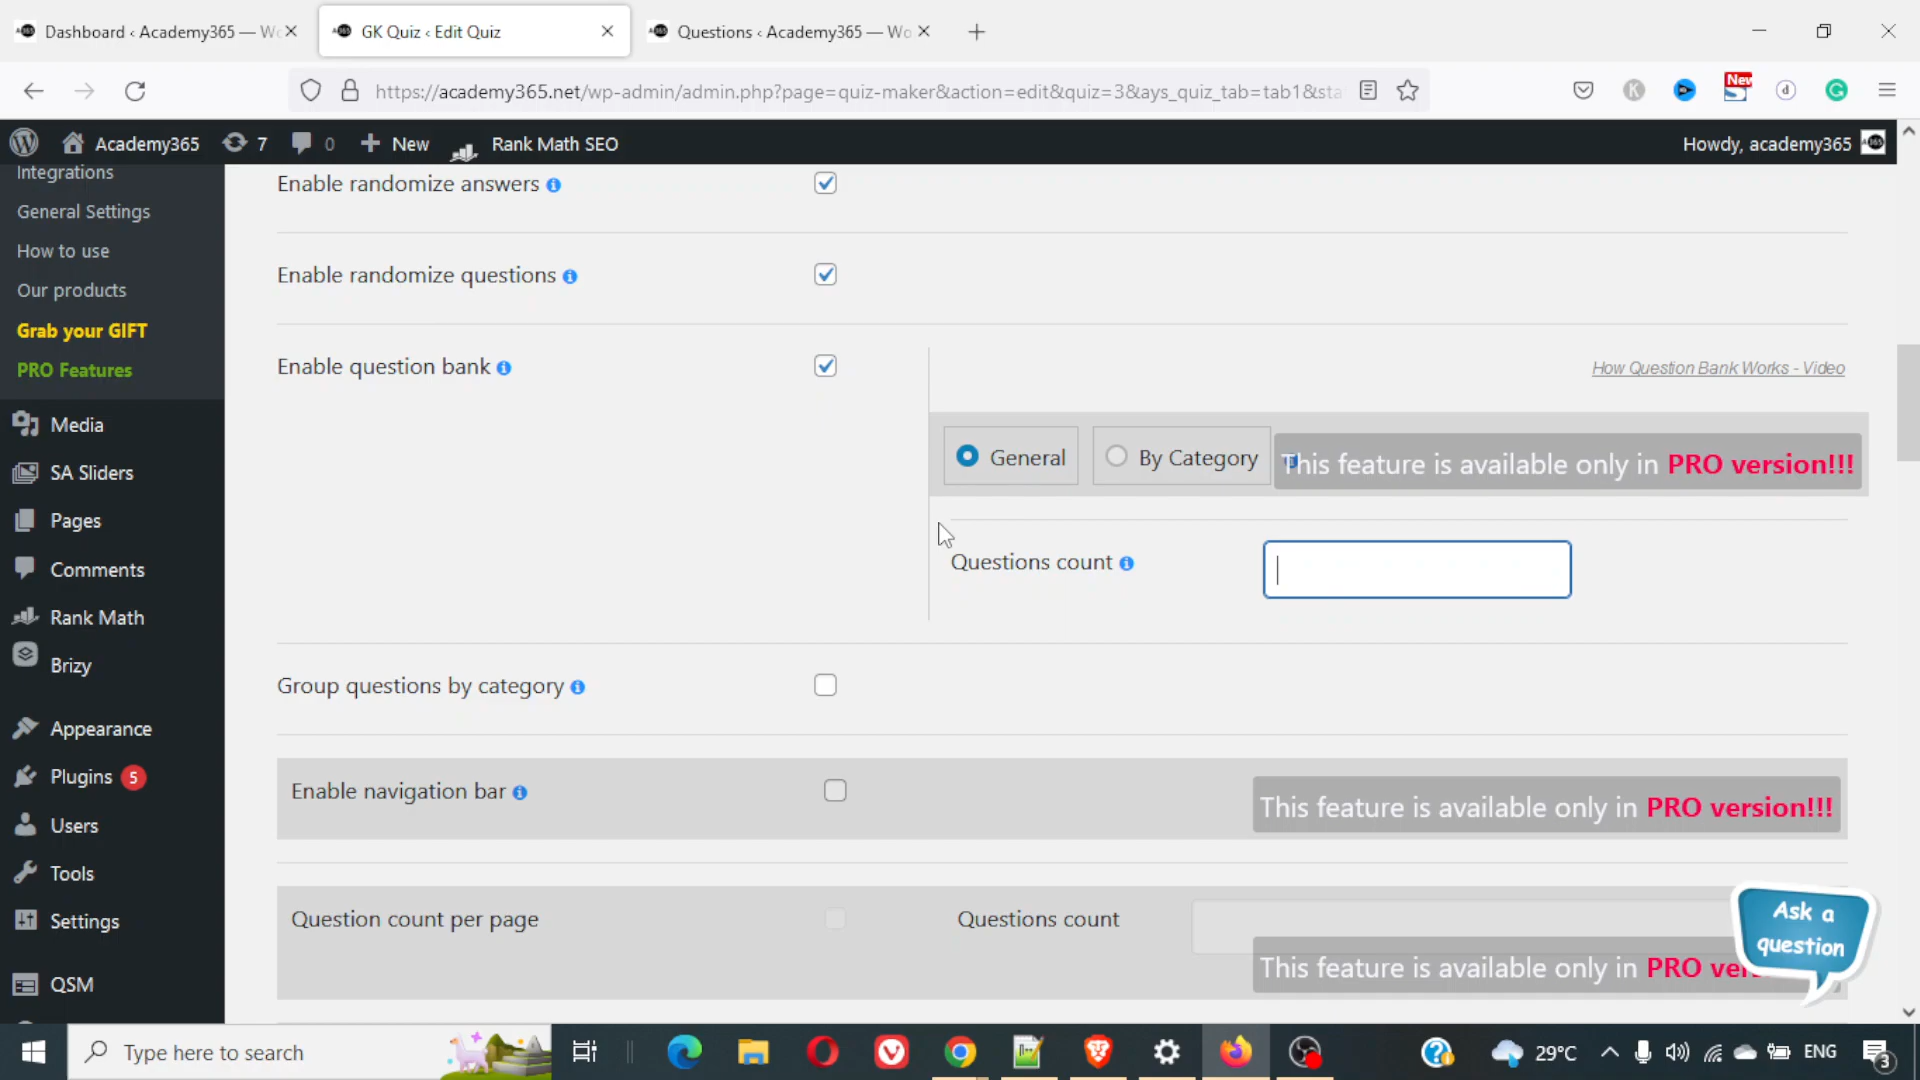 Dashboard ‹ Academy365 — Wo
GK Quiz ‹ Edit Quiz
Questions ‹ Academy365 — Wo
https://academy365.net/wp-admin/admin.php?page=quiz-maker&action=edit&quiz=3&ays_quiz_tab=tab1&sta
New
Academy365
7
0
New
Rank Math SEO
Howdy, academy365
Integrations
General Settings
How to use
Our products
Grab your GIFT
PRO Features
Media
SA Sliders
Pages
Comments
Rank Math
Brizy
Appearance
Plugins 5
Users
Tools
Settings
QSM
Enable randomize answers
Enable randomize questions
Enable question bank
How Question Bank Works - Video
General
By Category
This feature is available only in PRO version!!!
Questions count
Group questions by category
Enable navigation bar
This feature is available only in PRO version!!!
Question count per page
Questions count
This feature is available only in PRO ver
Ask a
question
Type here to search
29°C
ENG
3